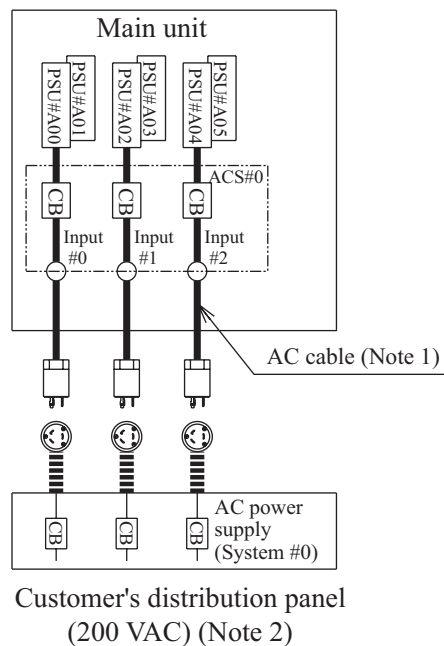 Main unit
PSU#A00
PSU#A01
PSU#A02
PSU#A03
PSU#A04
PSU#A05
ACS#0
CB
CB
CB
Input
#0
Input
#1
Input
#2
AC cable (Note 1)
AC power
supply
(System #0)
CB
CB
CB
Customer's distribution panel
(200 VAC) (Note 2)